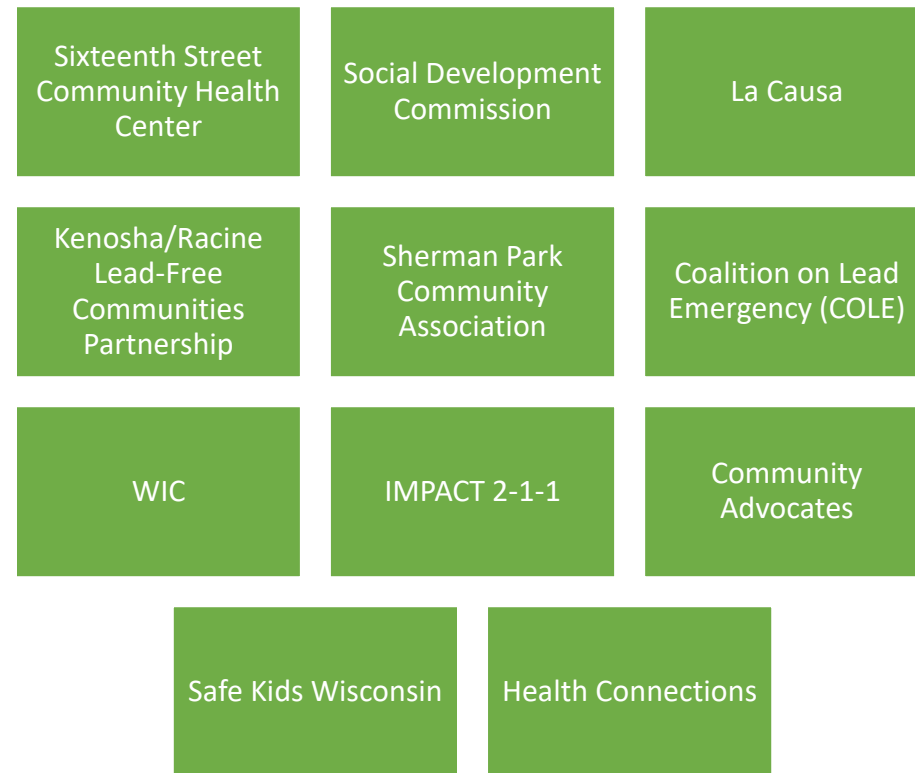 Sixteenth Street
Community Health
Center
Social Development
Commission
La Causa
Kenosha/Racine
Lead-Free
Communities
Partnership
Sherman Park
Community
Association
Coalition on Lead
Emergency (COLE)
WIC
IMPACT 2-1-1
Community
Advocates
Safe Kids Wisconsin
Health Connections